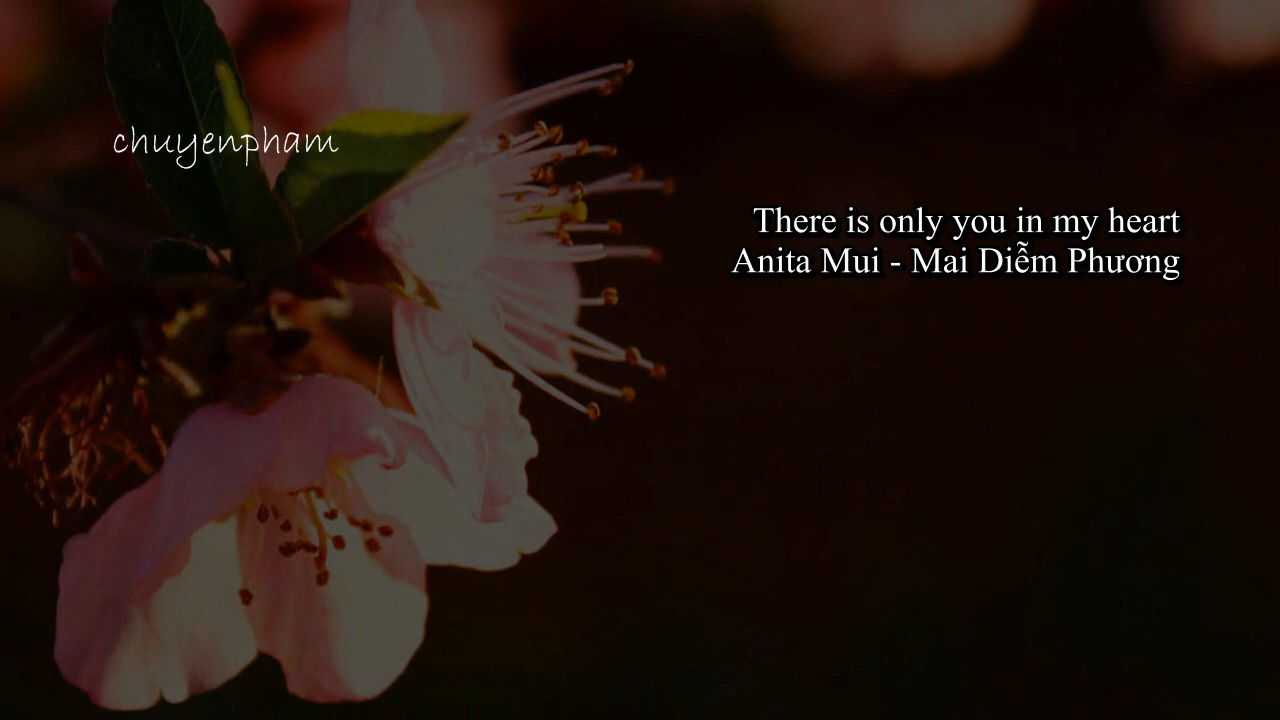 chuyenpham
There is only you in my heart
Anita Mui - Mai Diễm Phương